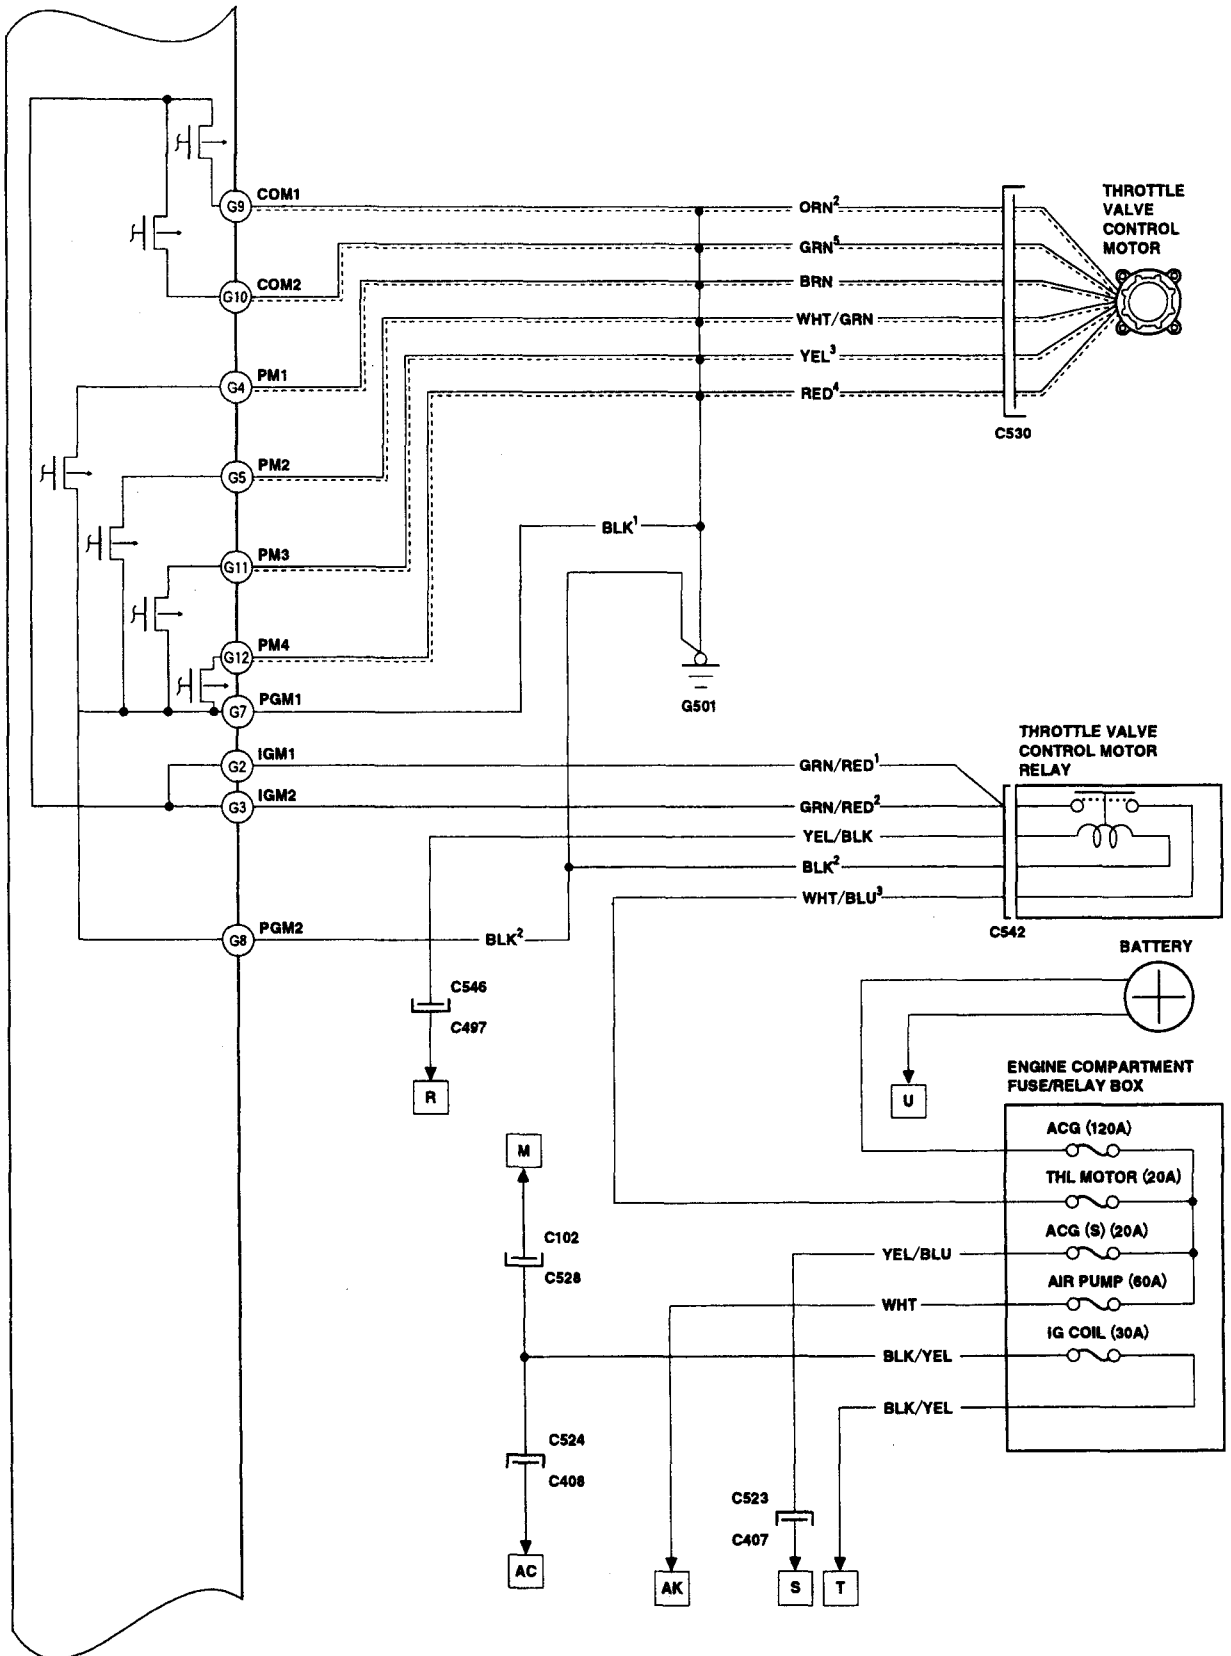 COM1
G9
ORN2
THROTTLE
VALVE
CONTROL
MOTOR
GRN5
COM2
G10
BRN
WHT/GRN
YEL3
PM1
G4
RED4
C530
PM2
G5
BLK1
PM3
G11
PM4
G12
PGM1
G7
G501
THROTTLE VALVE
CONTROL MOTOR
RELAY
IGM1
G2
GRN/RED1
IGM2
G3
GRN/RED2
YEL/BLK
BLK2
WHT/BLU3
C542
PGM2
G8
BLK2
BATTERY
C546
C497
R
U
ENGINE COMPARTMENT
FUSE/RELAY BOX
ACG (120A)
M
THL MOTOR (20A)
C102
C528
YEL/BLU
ACG (S) (20A)
WHT
AIR PUMP (60A)
BLK/YEL
IG COIL (30A)
BLK/YEL
C524
C408
C523
C407
AC
AK
S
T